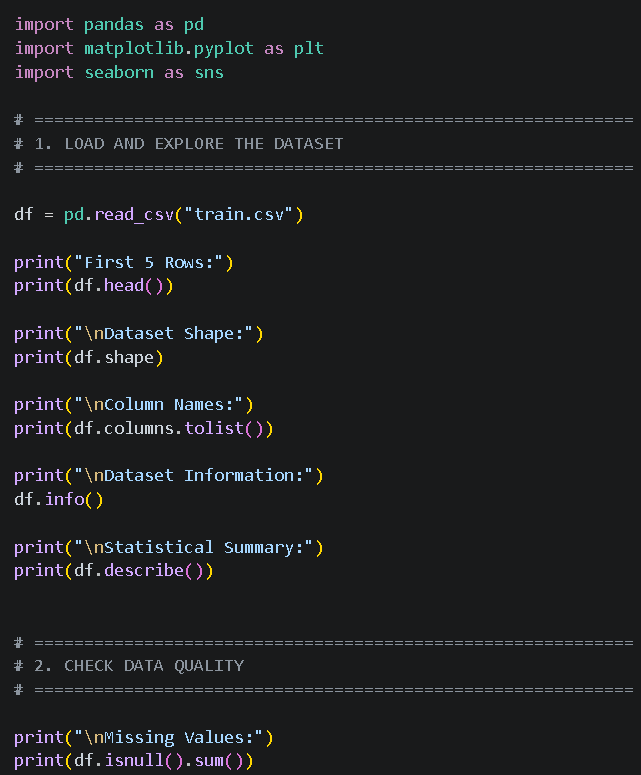 import pandas as pd
import matplotlib.pyplot as plt
import seaborn as sns
# ============================================================
# 1. LOAD AND EXPLORE THE DATASET
# ============================================================
df = pd.read_csv("train.csv")
print("First 5 Rows:")
print(df.head())
print("\nDataset Shape:")
print(df.shape)
print("\nColumn Names:")
print(df.columns.tolist())
print("\nDataset Information:")
df.info()
print("\nStatistical Summary:")
print(df.describe())
# ============================================================
# 2. CHECK DATA QUALITY
# ============================================================
print("\nMissing Values:")
print(df.isnull().sum())